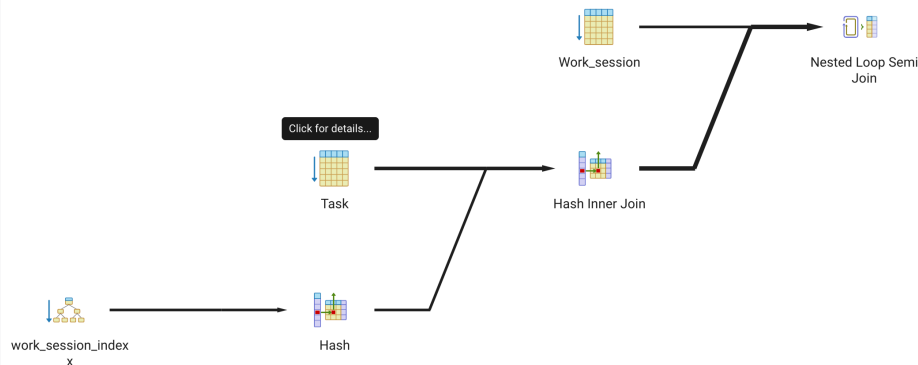 Work_session
Nested Loop Semi
Join
Click for details...
Task
Hash Inner Join
work_session_index
x
Hash